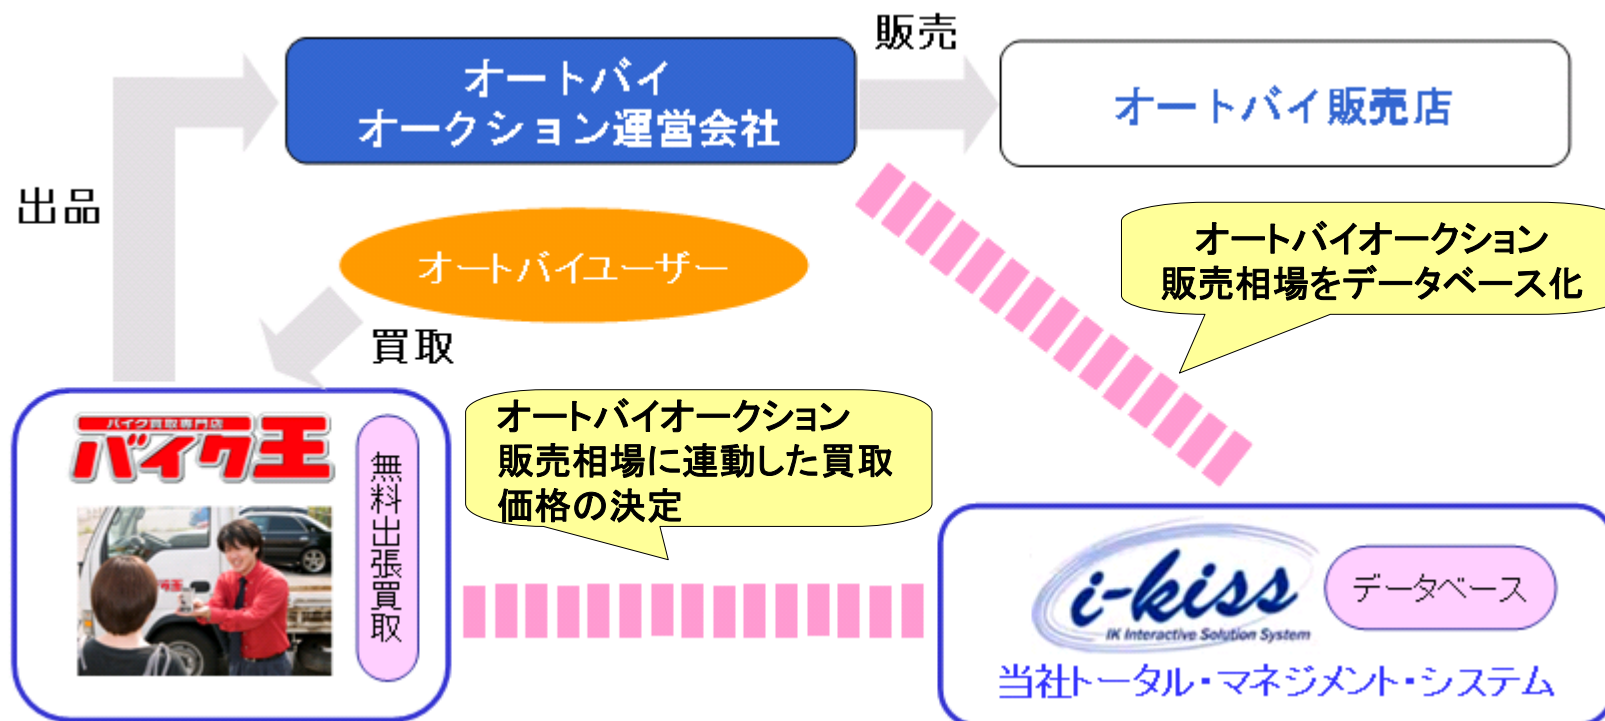 販売
オートバイ
オークション運営会社
オートバイ販売店
出品
オートバイユーザー
オートバイオークション
販売相場をデータベース化
買取
バイク買取専門店
バイク王
無料出張買取
オートバイオークション
販売相場に連動した買取
価格の決定
i-kiss
IK Interactive Solution System
データベース
当社トータル・マネジメント・システム